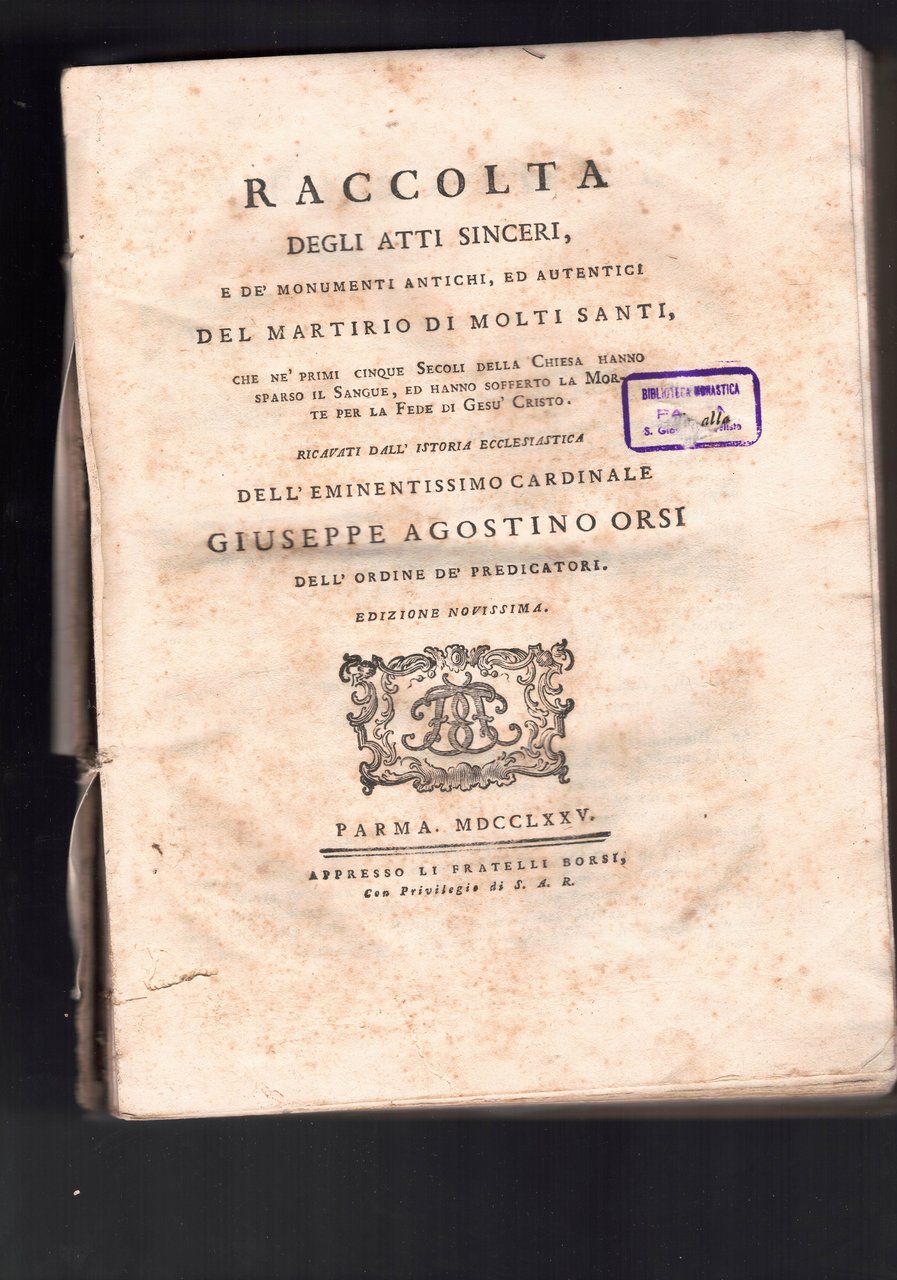 RACCOLTA
DEGLI ATTI SINCERI,
E DE' MONUMENTI ANTICHI, ED AUTENTICI
DEL MARTIRIO DI MOLTI SANTI,
CHE NE' PRIMI CINQUE SECOLI DELLA CHIESA HANNO
SPARSO IL SANGUE, ED HANNO SOFFERTO LA MOR-
TE PER LA FEDE DI GESU' CRISTO.
RICAVATI DALL' ISTORIA ECCLESIASTICA
DELL' EMINENTISSIMO CARDINALE
GIUSEPPE AGOSTINO ORSI
DELL' ORDINE DE' PREDICATORI.
EDIZIONE NOVISSIMA.
PARMA. MDCCLXXV.
APPRESSO LI FRATELLI BORSI,
Con Privilegio di S. A. R.
BIBLIOTECA MONASTICA
alla
S.